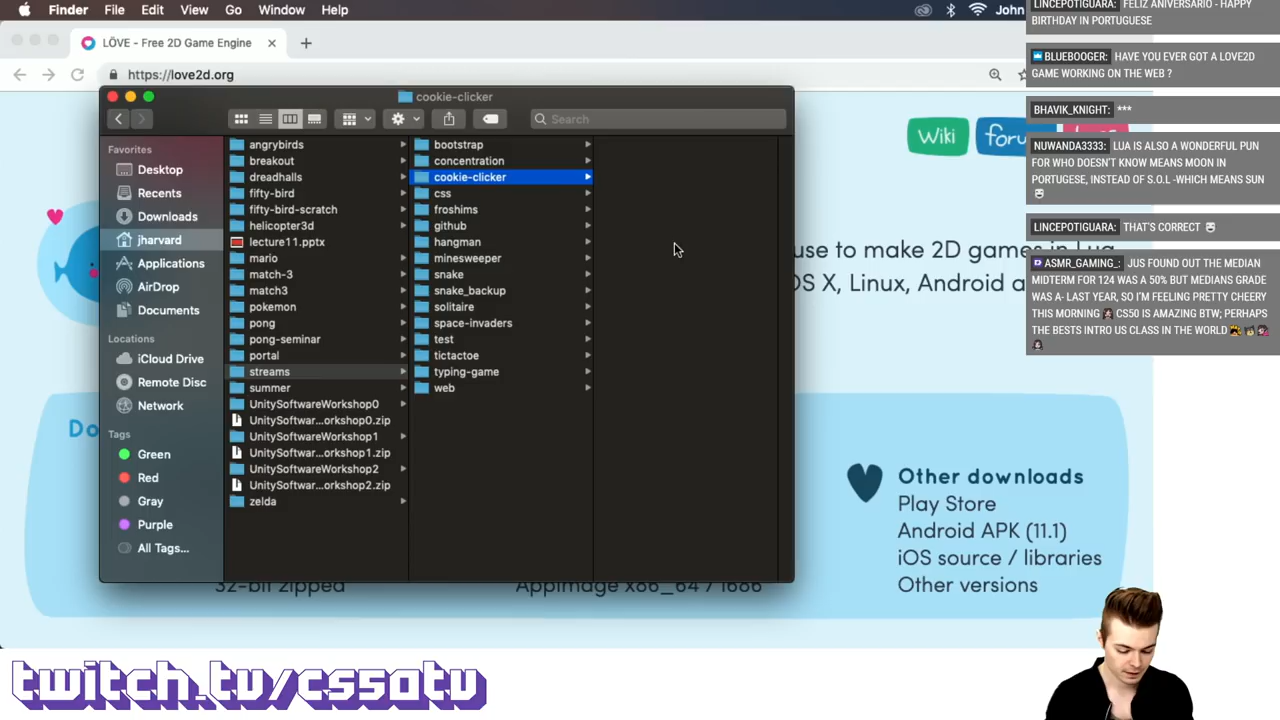 Finder File Edit View Go Window Help
John
LÖVE - Free 2D Game Engine
https://love2d.org
cookie-clicker
Search
Favorites
Desktop
Recents
Downloads
jharvard
Applications
AirDrop
Documents
Locations
iCloud Drive
Remote Disc
Network
Tags
Green
Red
Gray
Purple
All Tags...
angrybirds
breakout
dreadhalls
fifty-bird
fifty-bird-scratch
helicopter3d
lecture11.pptx
mario
match-3
match3
pokemon
pong
pong-seminar
portal
streams
summer
UnitySoftwareWorkshop0
UnitySoftwar...orkshop0.zip
UnitySoftwareWorkshop1
UnitySoftwar...orkshop1.zip
UnitySoftwareWorkshop2
UnitySoftwar...orkshop2.zip
zelda
bootstrap
concentration
cookie-clicker
css
froshims
github
hangman
minesweeper
snake
snake_backup
solitaire
space-invaders
test
tictactoe
typing-game
web
Wiki
use to make 2D games in Lua
OS X, Linux, Android a
Do
32-bit zipped
AppImage x86_64 / i686
Other downloads
Play Store
Android APK (11.1)
iOS source / libraries
Other versions
LINCEPOTIGUARA: FELIZ ANIVERSARIO - HAPPY
BIRTHDAY IN PORTUGUESE
BLUEBOOGER: HAVE YOU EVER GOT A LOVE2D
GAME WORKING ON THE WEB ?
BHAVIK_KNIGHT: ***
NUWANDA3333: LUA IS ALSO A WONDERFUL PUN
FOR WHO DOESN'T KNOW MEANS MOON IN
PORTUGESE, INSTEAD OF S.O.L -WHICH MEANS SUN
LINCEPOTIGUARA: THAT'S CORRECT
ASMR_GAMING_: JUS FOUND OUT THE MEDIAN
MIDTERM FOR 124 WAS A 50% BUT MEDIANS GRADE
WAS A- LAST YEAR, SO I'M FEELING PRETTY CHEERY
THIS MORNING CS50 IS AMAZING BTW; PERHAPS
THE BESTS INTRO US CLASS IN THE WORLD
twitch.tv/cs50tv